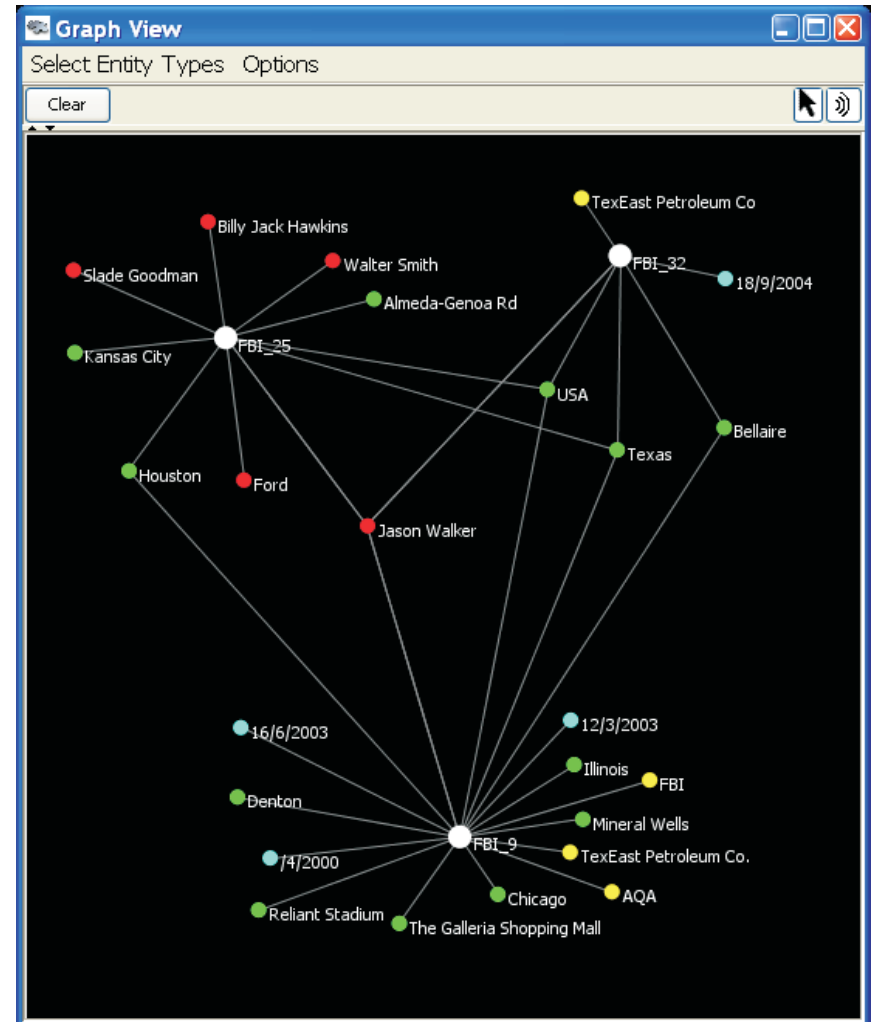 Graph View
Select Entity Types Options
Clear
TexEast Petroleum Co
Billy Jack Hawkins
Walter Smith
FBI_32
Slade Goodman
18/9/2004
Almeda-Genoa Rd
FBI_25
Kansas City
USA
Bellaire
Texas
Houston
Ford
Jason Walker
12/3/2003
16/6/2003
Illinois
FBI
Denton
Mineral Wells
FBI_9
TexEast Petroleum Co.
/4/2000
AQA
Chicago
Reliant Stadium
The Galleria Shopping Mall